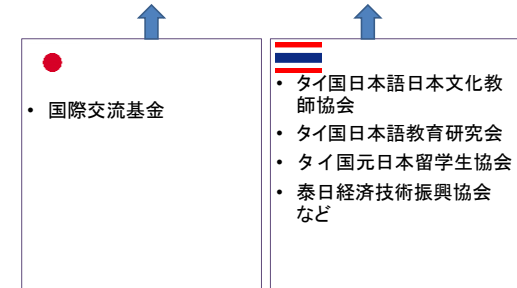 ・ 国際交流基金
・ タイ国日本語日本文化教
師協会
・ タイ国日本語教育研究会
・ タイ国元日本留学生協会
・ 泰日経済技術振興協会
など